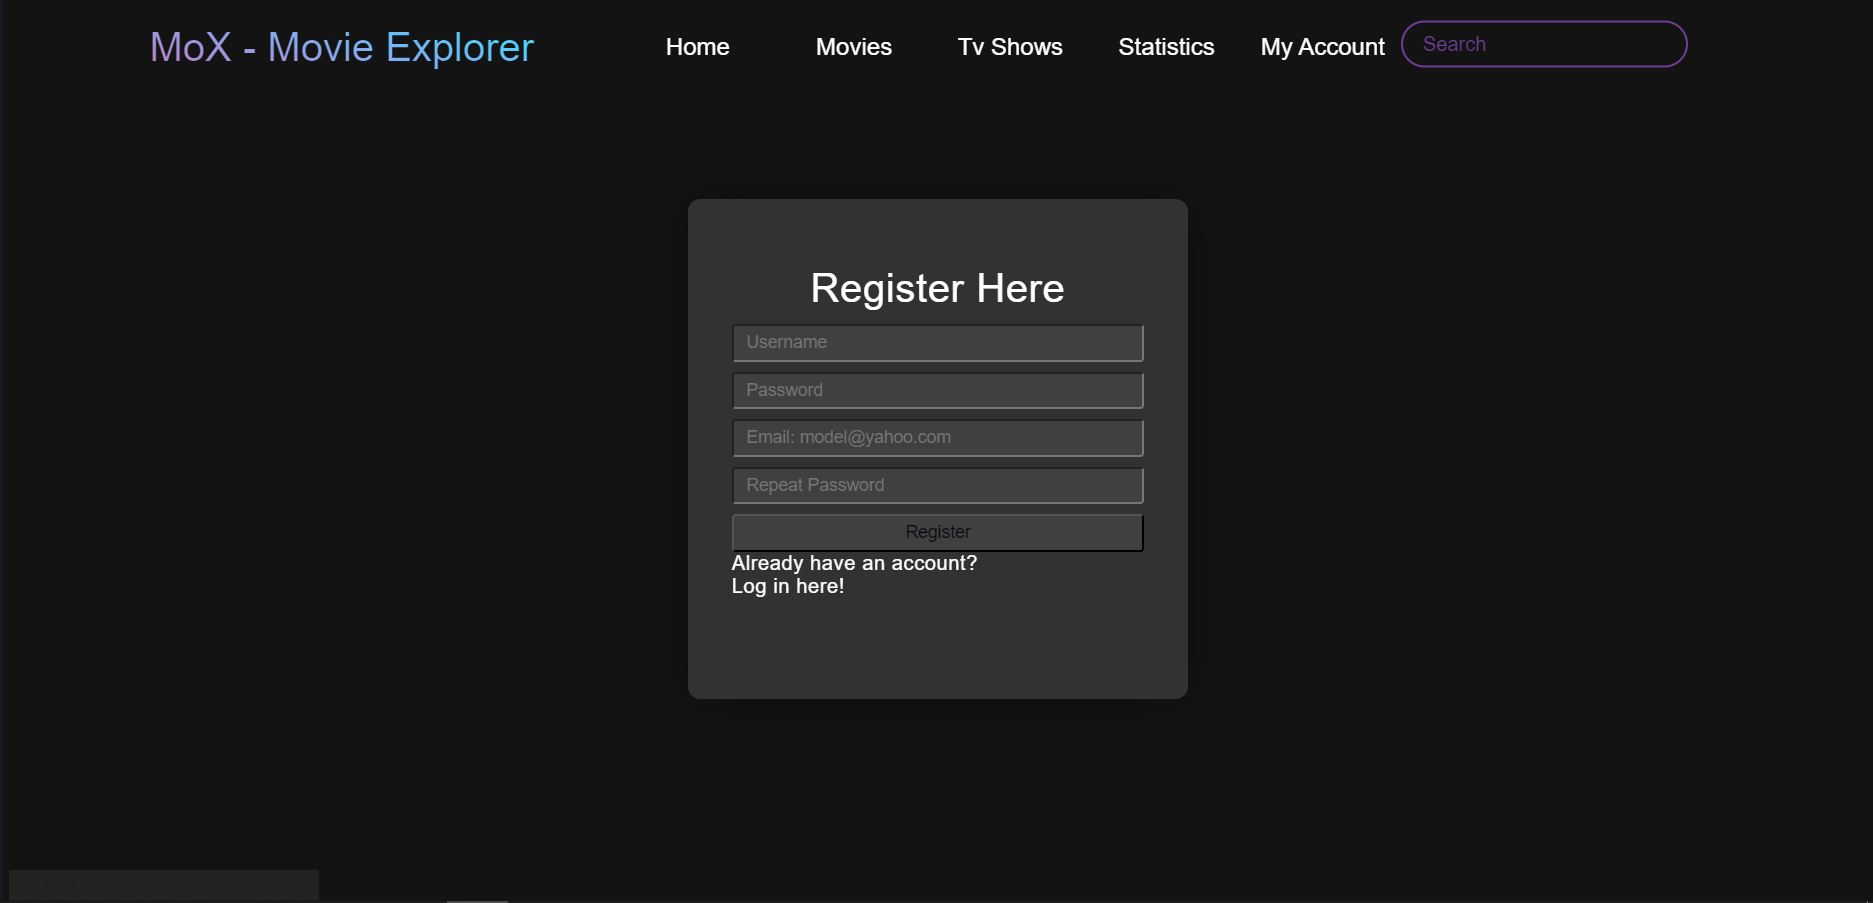 MoX - Movie Explorer
Home
Movies
Tv Shows
Statistics
My Account
Search
Register Here
Username
Password
Email: model@yahoo.com
Repeat Password
Register
Already have an account?
Log in here!